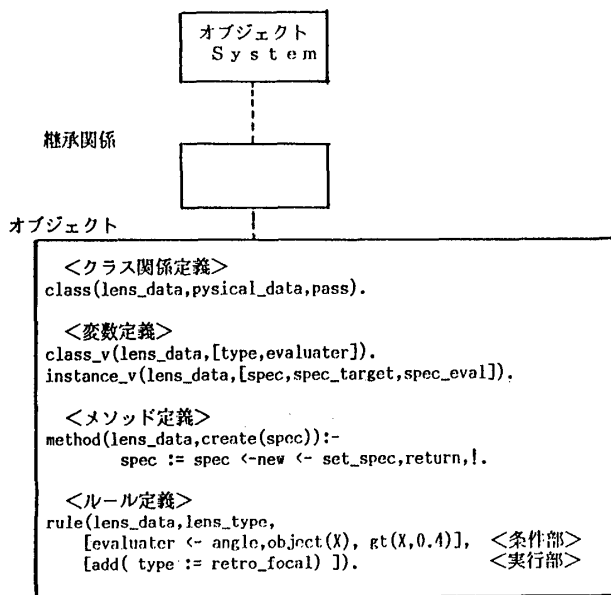 オブジェクト
System
継承関係
オブジェクト
<クラス関係定義>
class(lens_data,pysical_data,pass).
<変数定義>
class_v(lens_data,[type,evaluater]).
instance_v(lens_data,[spec,spec_target,spec_eval]).
<メソッド定義>
method(lens_data,create(spec)):-
spec := spec <-new <- set_spec,return,!.
<ルール定義>
rule(lens_data,lens_type,
[evaluater <- angle,object(X), gt(X,0.4)], <条件部>
[add( type := retro_focal) ]). <実行部>